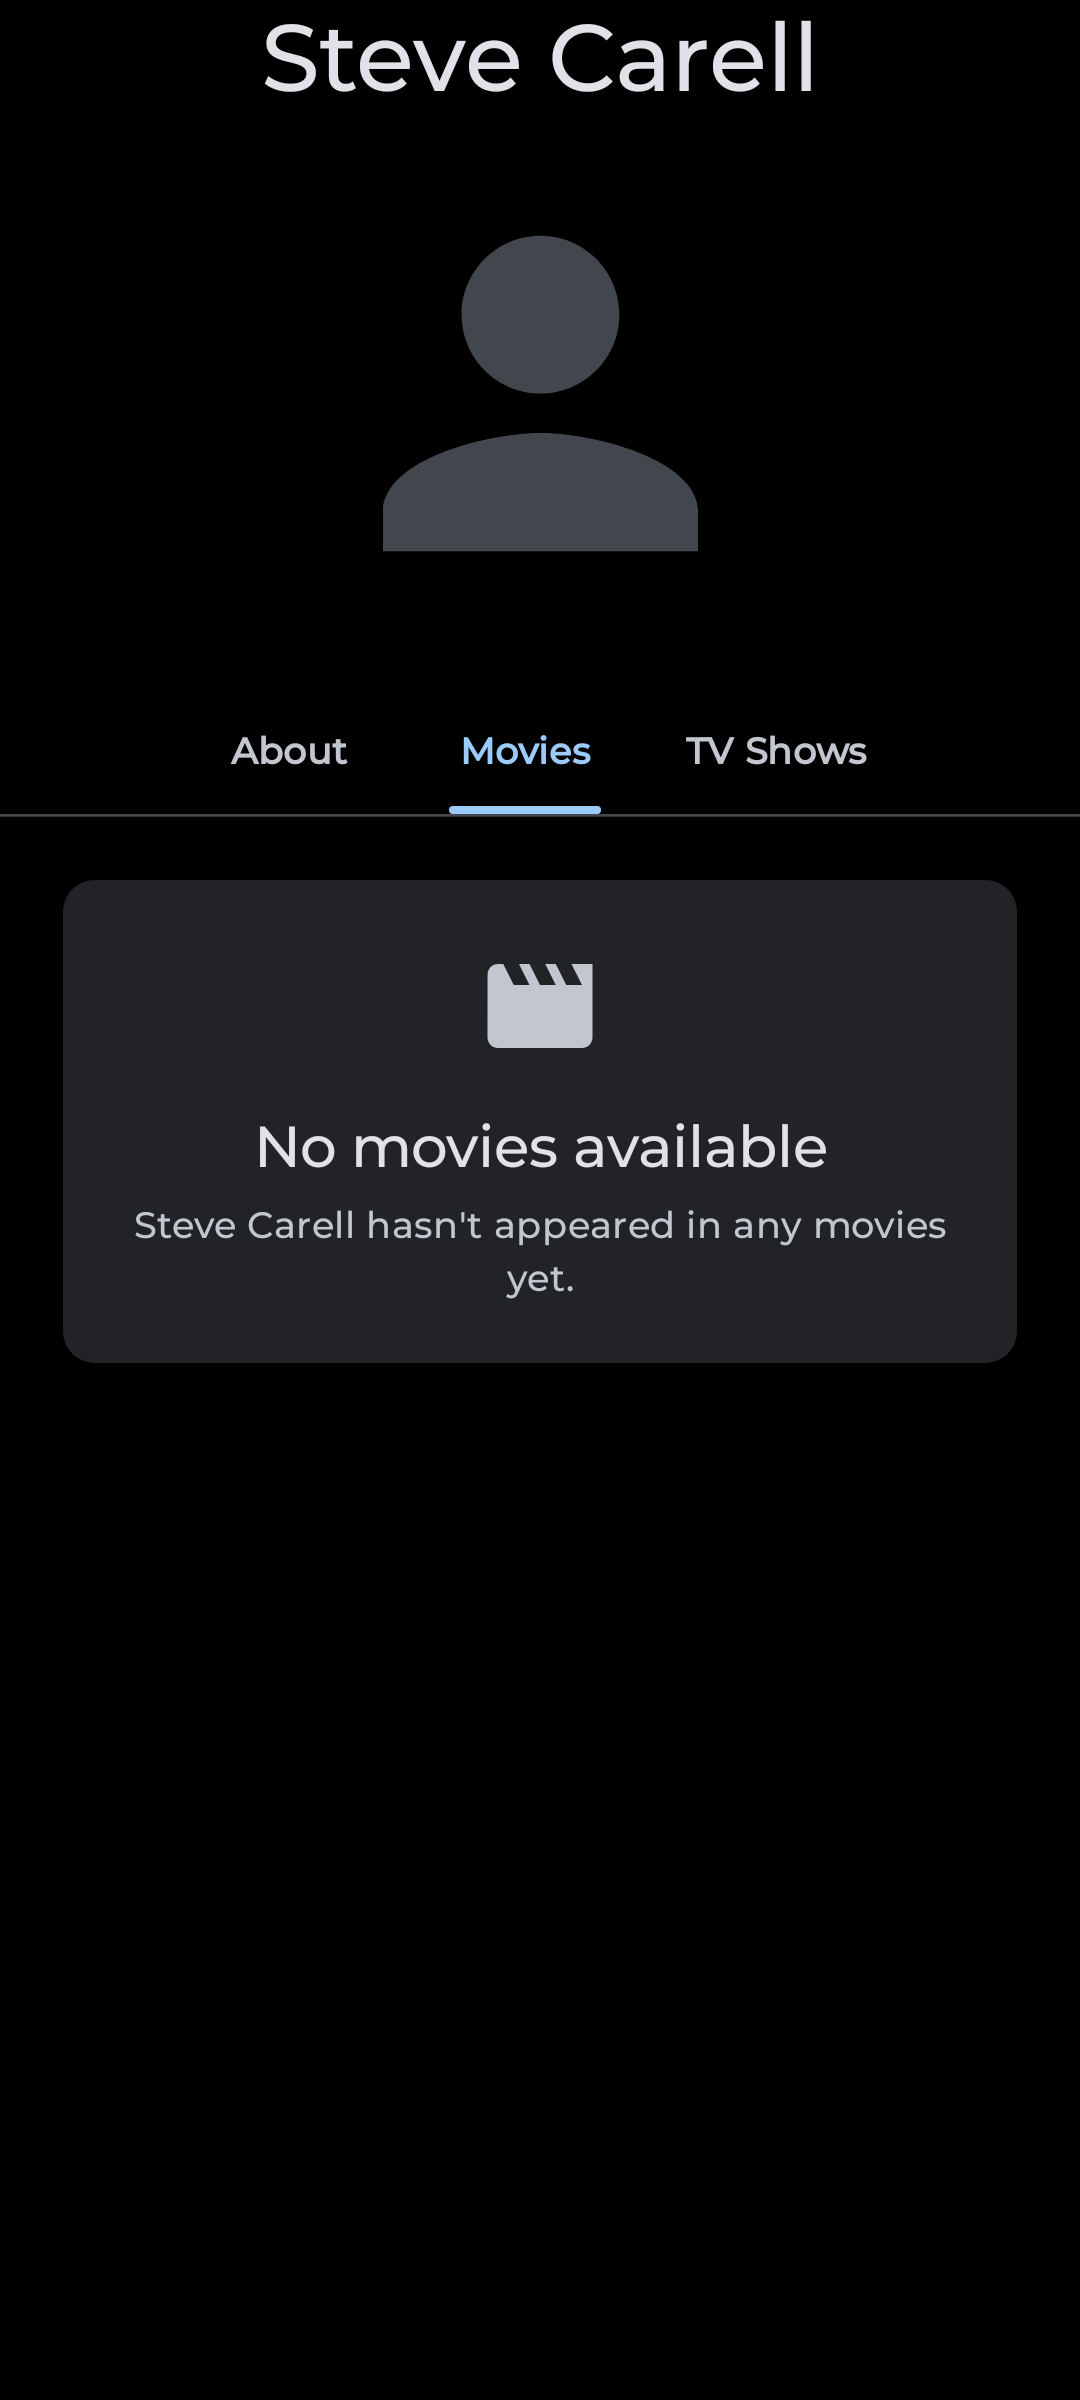 Steve Carell
About Movies TV Shows
No movies available
Steve Carell hasn't appeared in any movies
yet.